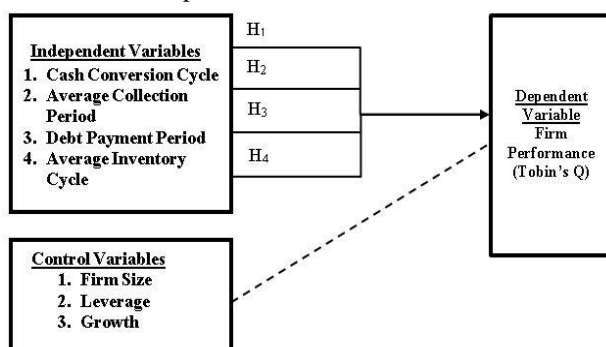 Independent Variables
1. Cash Conversion Cycle
2. Average Collection
Period
3. Debt Payment Period
4. Average Inventory
Cycle
H1
H2
H3
H4
Dependent
Variable
Firm
Performance
(Tobin's Q)
Control Variables
1. Firm Size
2. Leverage
3. Growth